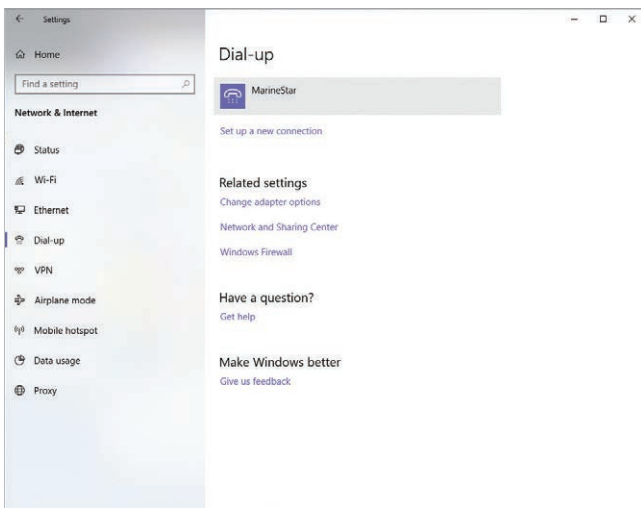 Settings
Home
Find a setting
Network & Internet
Status
Wi-Fi
Ethernet
Dial-up
VPN
Airplane mode
Mobile hotspot
Data usage
Proxy
Dial-up
MarineStar
Set up a new connection
Related settings
Change adapter options
Network and Sharing Center
Windows Firewall
Have a question?
Get help
Make Windows better
Give us feedback